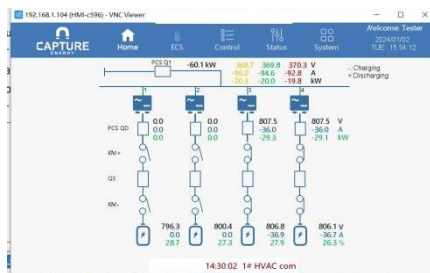 192.168.1.104 (HMI-c596) - VNC Viewer
CAPTURE ENERGY
Home ECS Control Status System
Welcome: Tester
2024/01/02
TUE 15:54:12
PCS Q1 -60.1 kW 368.7 369.8 370.3 V
-96.0 -94.6 -92.8 A
-20.3 -20.0 -19.8 kW
- Charging
+ Discharging
1 2 3 4
PCS QD 0.0 0.0 807.5 807.5 V
0.0 0.0 -36.0 -36.0 A
0.0 0.0 -29.3 -29.1 kW
KM+
QS
KM-
796.3 800.4 806.8 806.1 V
0.0 0.0 -36.9 -36.7 A
28.7 27.3 27.9 26.3 %
14:30:02 1# HVAC com